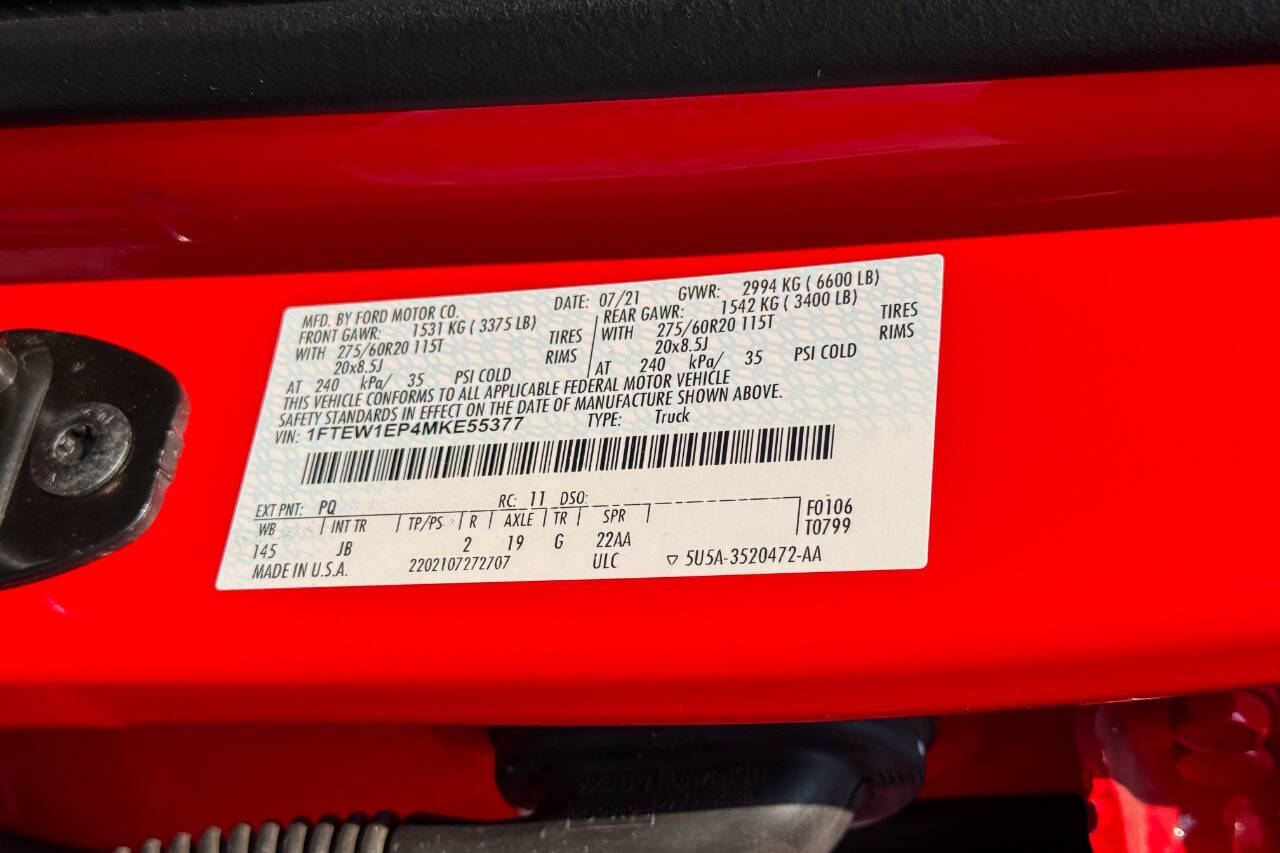 MFD. BY FORD MOTOR CO. DATE: 07/21 GVWR: 2994 KG ( 6600 LB)
FRONT GAWR: 1531 KG ( 3375 LB) REAR GAWR: 1542 KG ( 3400 LB)
WITH 275/60R20 115T TIRES WITH 275/60R20 115T TIRES
20x8.5J RIMS 20x8.5J RIMS
AT 240 kPa/ 35 PSI COLD AT 240 kPa/ 35 PSI COLD
THIS VEHICLE CONFORMS TO ALL APPLICABLE FEDERAL MOTOR VEHICLE
SAFETY STANDARDS IN EFFECT ON THE DATE OF MANUFACTURE SHOWN ABOVE.
VIN: 1FTEW1EP4MKE55377 TYPE: Truck
EXT PNT: PQ RC: 11 DSO: F0106
WB INT TR TP/PS R AXLE TR SPR T0799
145 JB 2 19 G 22AA
MADE IN U.S.A. 2202107272707 ULC ▽ 5U5A-3520472-AA